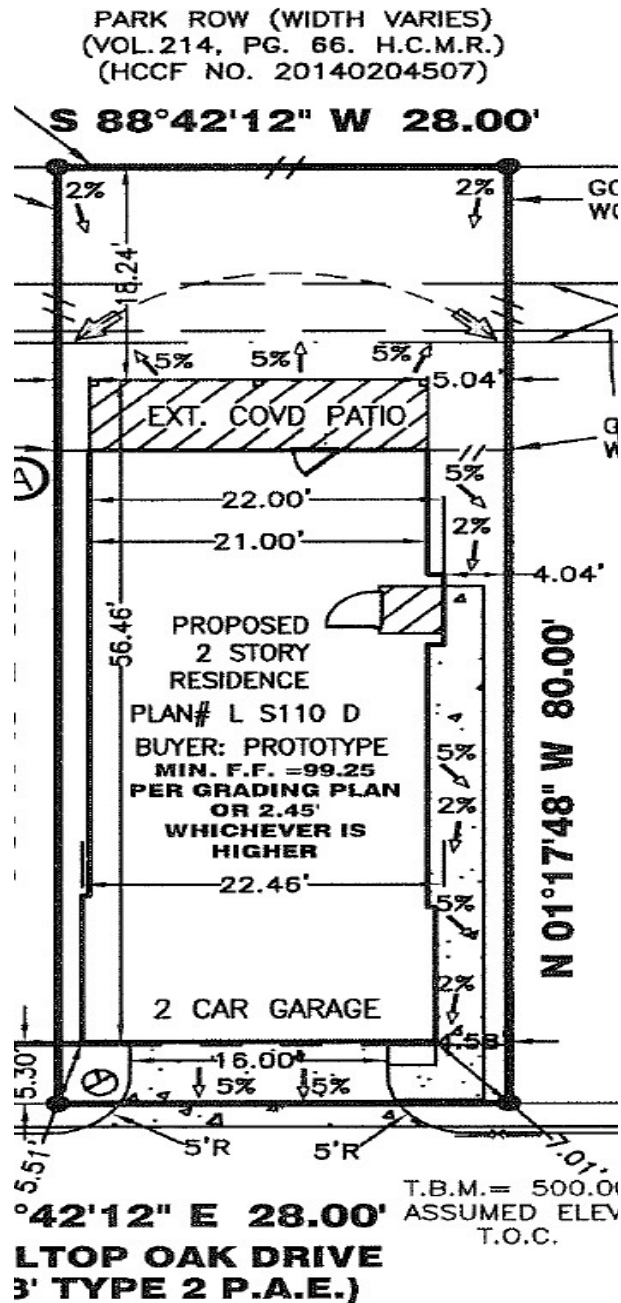 PARK ROW (WIDTH VARIES)
(VOL.214, PG. 66. H.C.M.R.)
(HCCF NO. 20140204507)
S 88°42'12" W 28.00'
2%
2%
GO
WO
18.24'
5%
5%
5%
5.04'
EXT. COVD PATIO
G
W
A
5%
22.00'
2%
21.00'
4.04'
56.46'
PROPOSED
2 STORY
RESIDENCE
PLAN# L S110 D
BUYER: PROTOTYPE
MIN. F.F. =99.25
PER GRADING PLAN
OR 2.45'
WHICHEVER IS
HIGHER
5%
2%
N 01°17'48" W 80.00'
22.46'
5%
2%
2 CAR GARAGE
5.30'
16.00'
A
5%
5%
5'R
5'R
5.51'
7.01'
T.B.M.= 500.00
°42'12" E 28.00'
ASSUMED ELEV
T.O.C.
LTOP OAK DRIVE
' TYPE 2 P.A.E.)